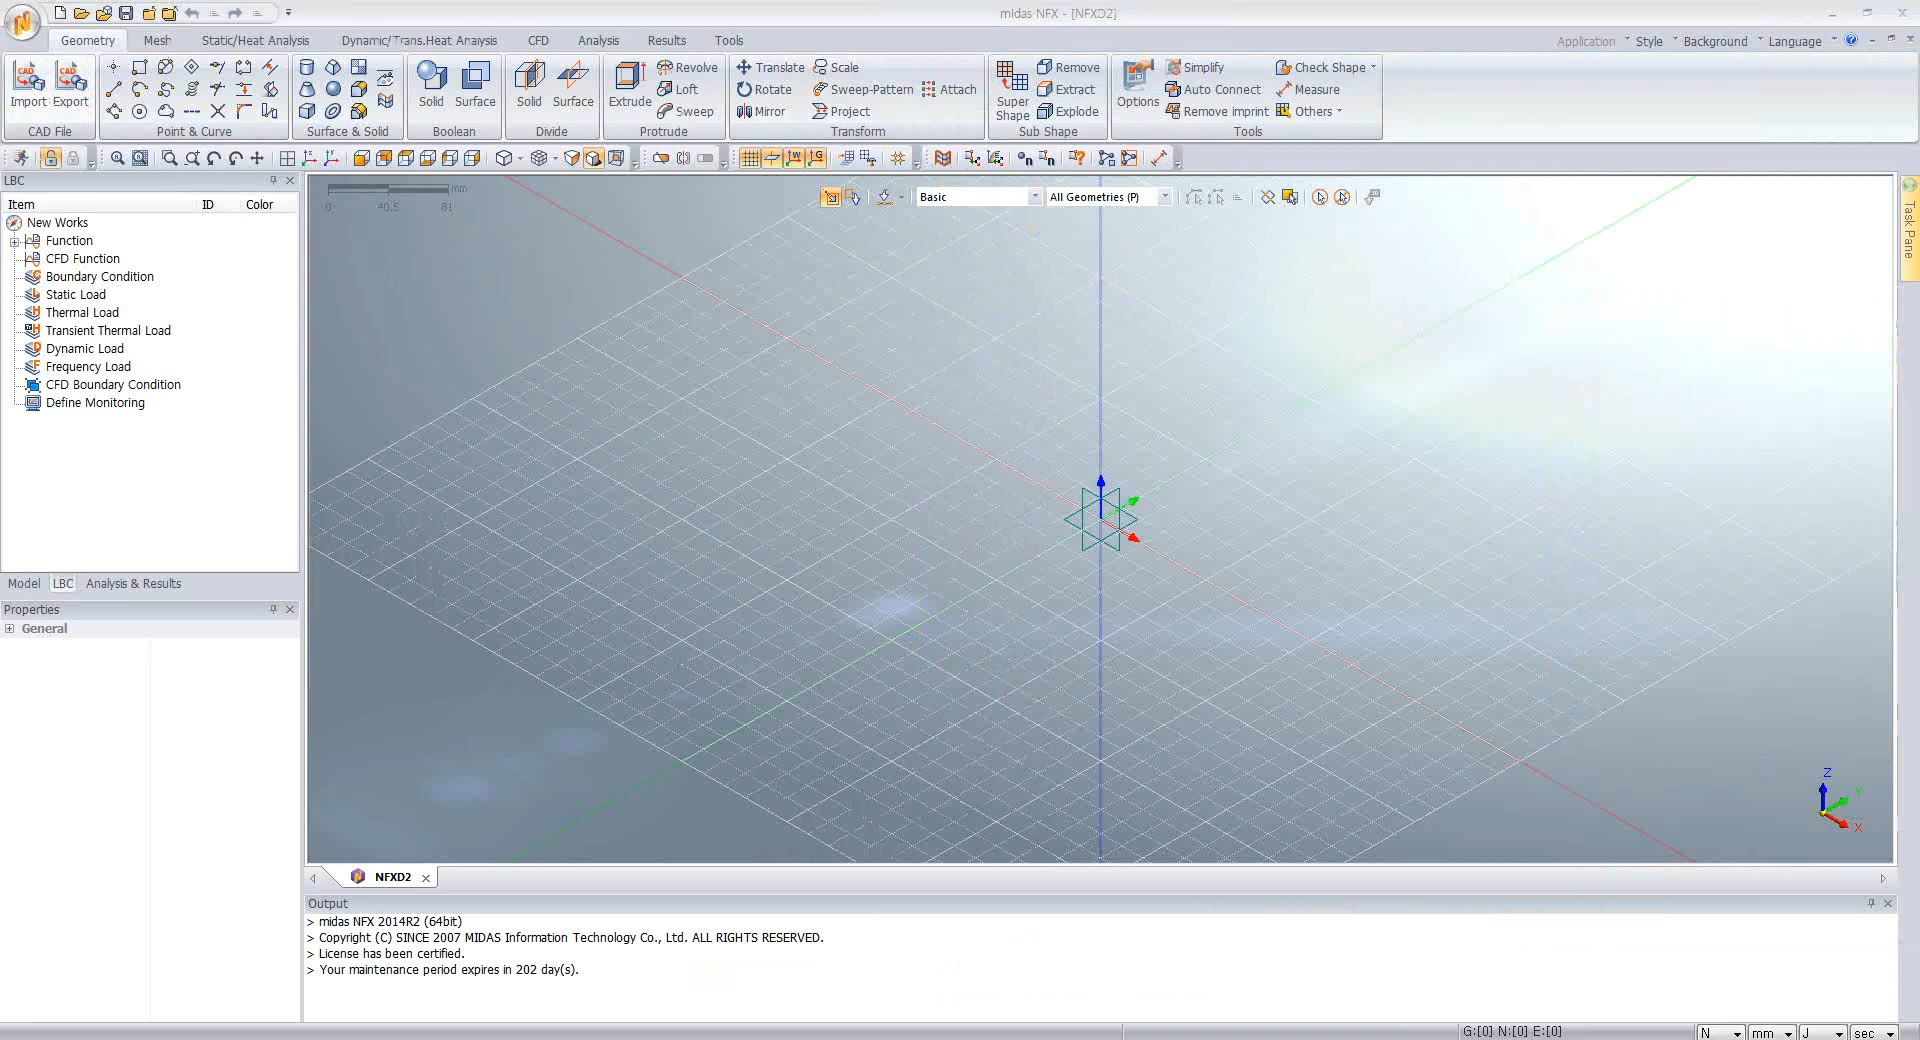 midas NFX - [NFXD2]
Geometry Mesh Static/Heat Analysis Dynamic/Trans.Heat Analysis CFD Analysis Results Tools
Application Style Background Language
Import Export
CAD File
Point & Curve
Surface & Solid
Solid Surface
Boolean
Solid Surface
Divide
Extrude
Revolve
Loft
Sweep
Protrude
Translate Scale
Rotate Sweep-Pattern Attach
Mirror Project
Transform
Super Shape
Remove
Extract
Explode
Sub Shape
Options
Simplify Check Shape
Auto Connect Measure
Remove imprint Others
Tools
LBC
Item ID Color
New Works
Function
CFD Function
Boundary Condition
Static Load
Thermal Load
Transient Thermal Load
Dynamic Load
Frequency Load
CFD Boundary Condition
Define Monitoring
Model LBC Analysis & Results
Properties
General
mm
0 40.5 81
Basic All Geometries (P)
Task Pane
Z
Y
X
NFXD2
Output
> midas NFX 2014R2 (64bit)
> Copyright (C) SINCE 2007 MIDAS Information Technology Co., Ltd. ALL RIGHTS RESERVED.
> License has been certified.
> Your maintenance period expires in 202 day(s).
G:[0] N:[0] E:[0]
N mm J sec